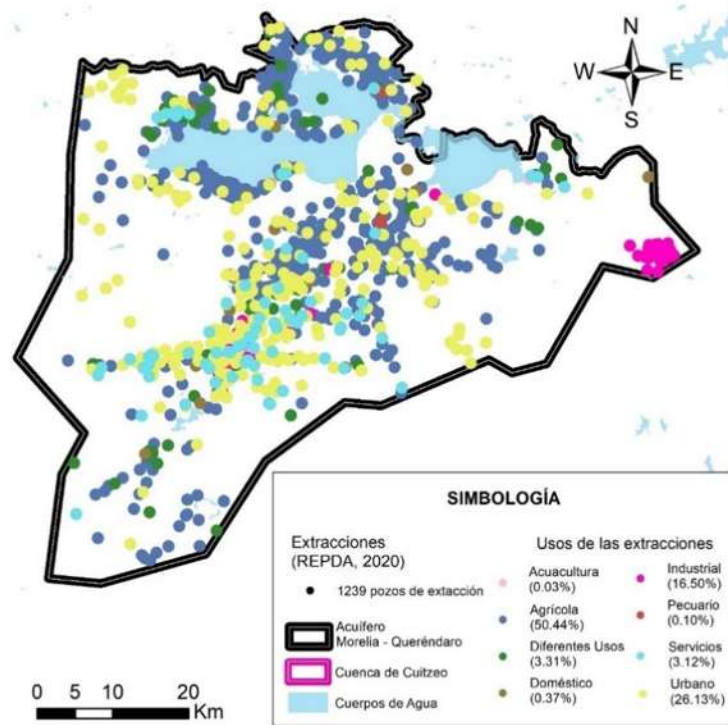 N
W E
S
SIMBOLOGÍA
Extracciones
(REPDA, 2020)
1239 pozos de extacción
Acuífero
Morelia - Queréndaro
Cuenca de Cuitzeo
Cuerpos de Agua
Usos de las extracciones
Acuacultura
(0.03%)
Agrícola
(50.44%)
Diferentes Usos
(3.31%)
Doméstico
(0.37%)
Industrial
(16.50%)
Pecuario
(0.10%)
Servicios
(3.12%)
Urbano
(26.13%)
0 5 10 20
Km